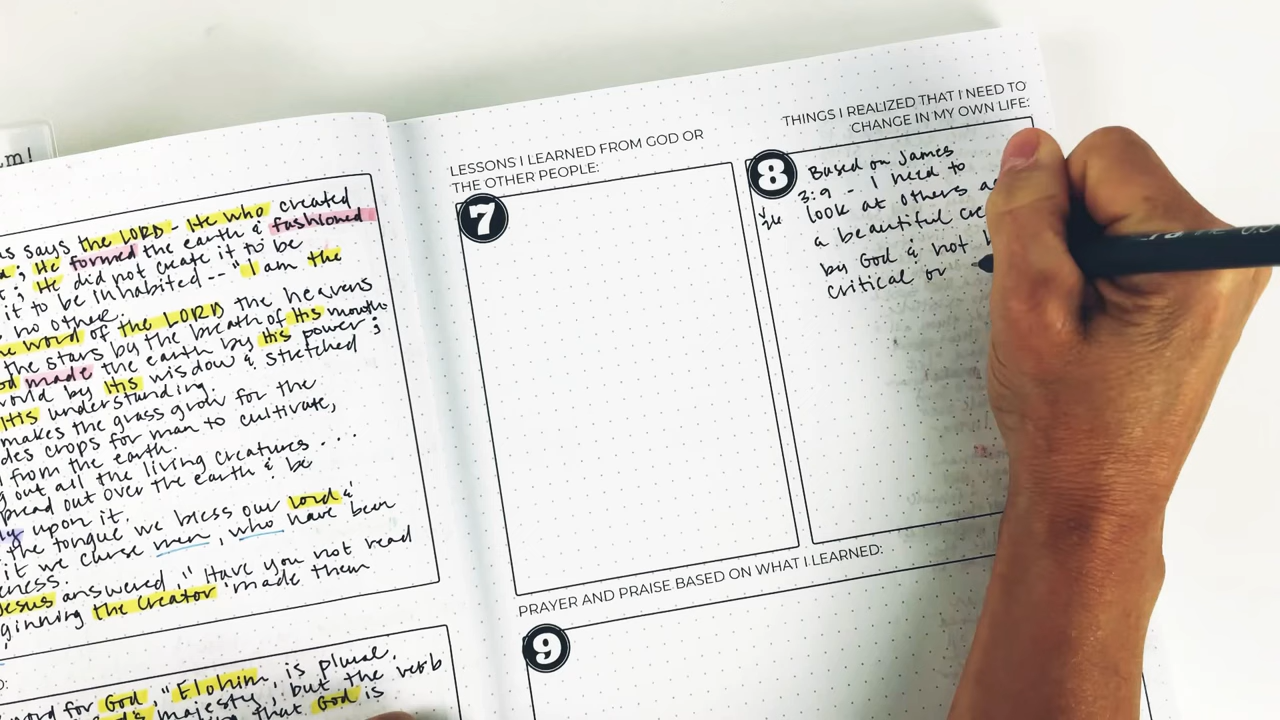 m!
s says the LORD - He who created
; He formed the earth & fashioned
; He did not create it to be
it to be inhabited -- "I am the
no other.
word of the LORD the heavens
the stars by the breath of His mouth
made the earth by His power ;
world by His wisdom & stretched
His understanding.
makes the grass grow for the
des crops for man to cultivate,
from the earth.
out all the living creatures ...
pread out over the earth & be
ly upon it.
the tongue we bless our Lord &
it we curse men, who have been
eness.
Jesus answered, "Have you not read
ginning the Creator made them
D:
ord for God, "Elohim, is plural.
majesty, but the verb
that God is
LESSONS I LEARNED FROM GOD OR
THE OTHER PEOPLE:
7
THINGS I REALIZED THAT I NEED TO
CHANGE IN MY OWN LIFE:
8
Based on James
3:9 - I need to
look at others a
a beautiful cre
by God & not b
critical or
PRAYER AND PRAISE BASED ON WHAT I LEARNED:
9